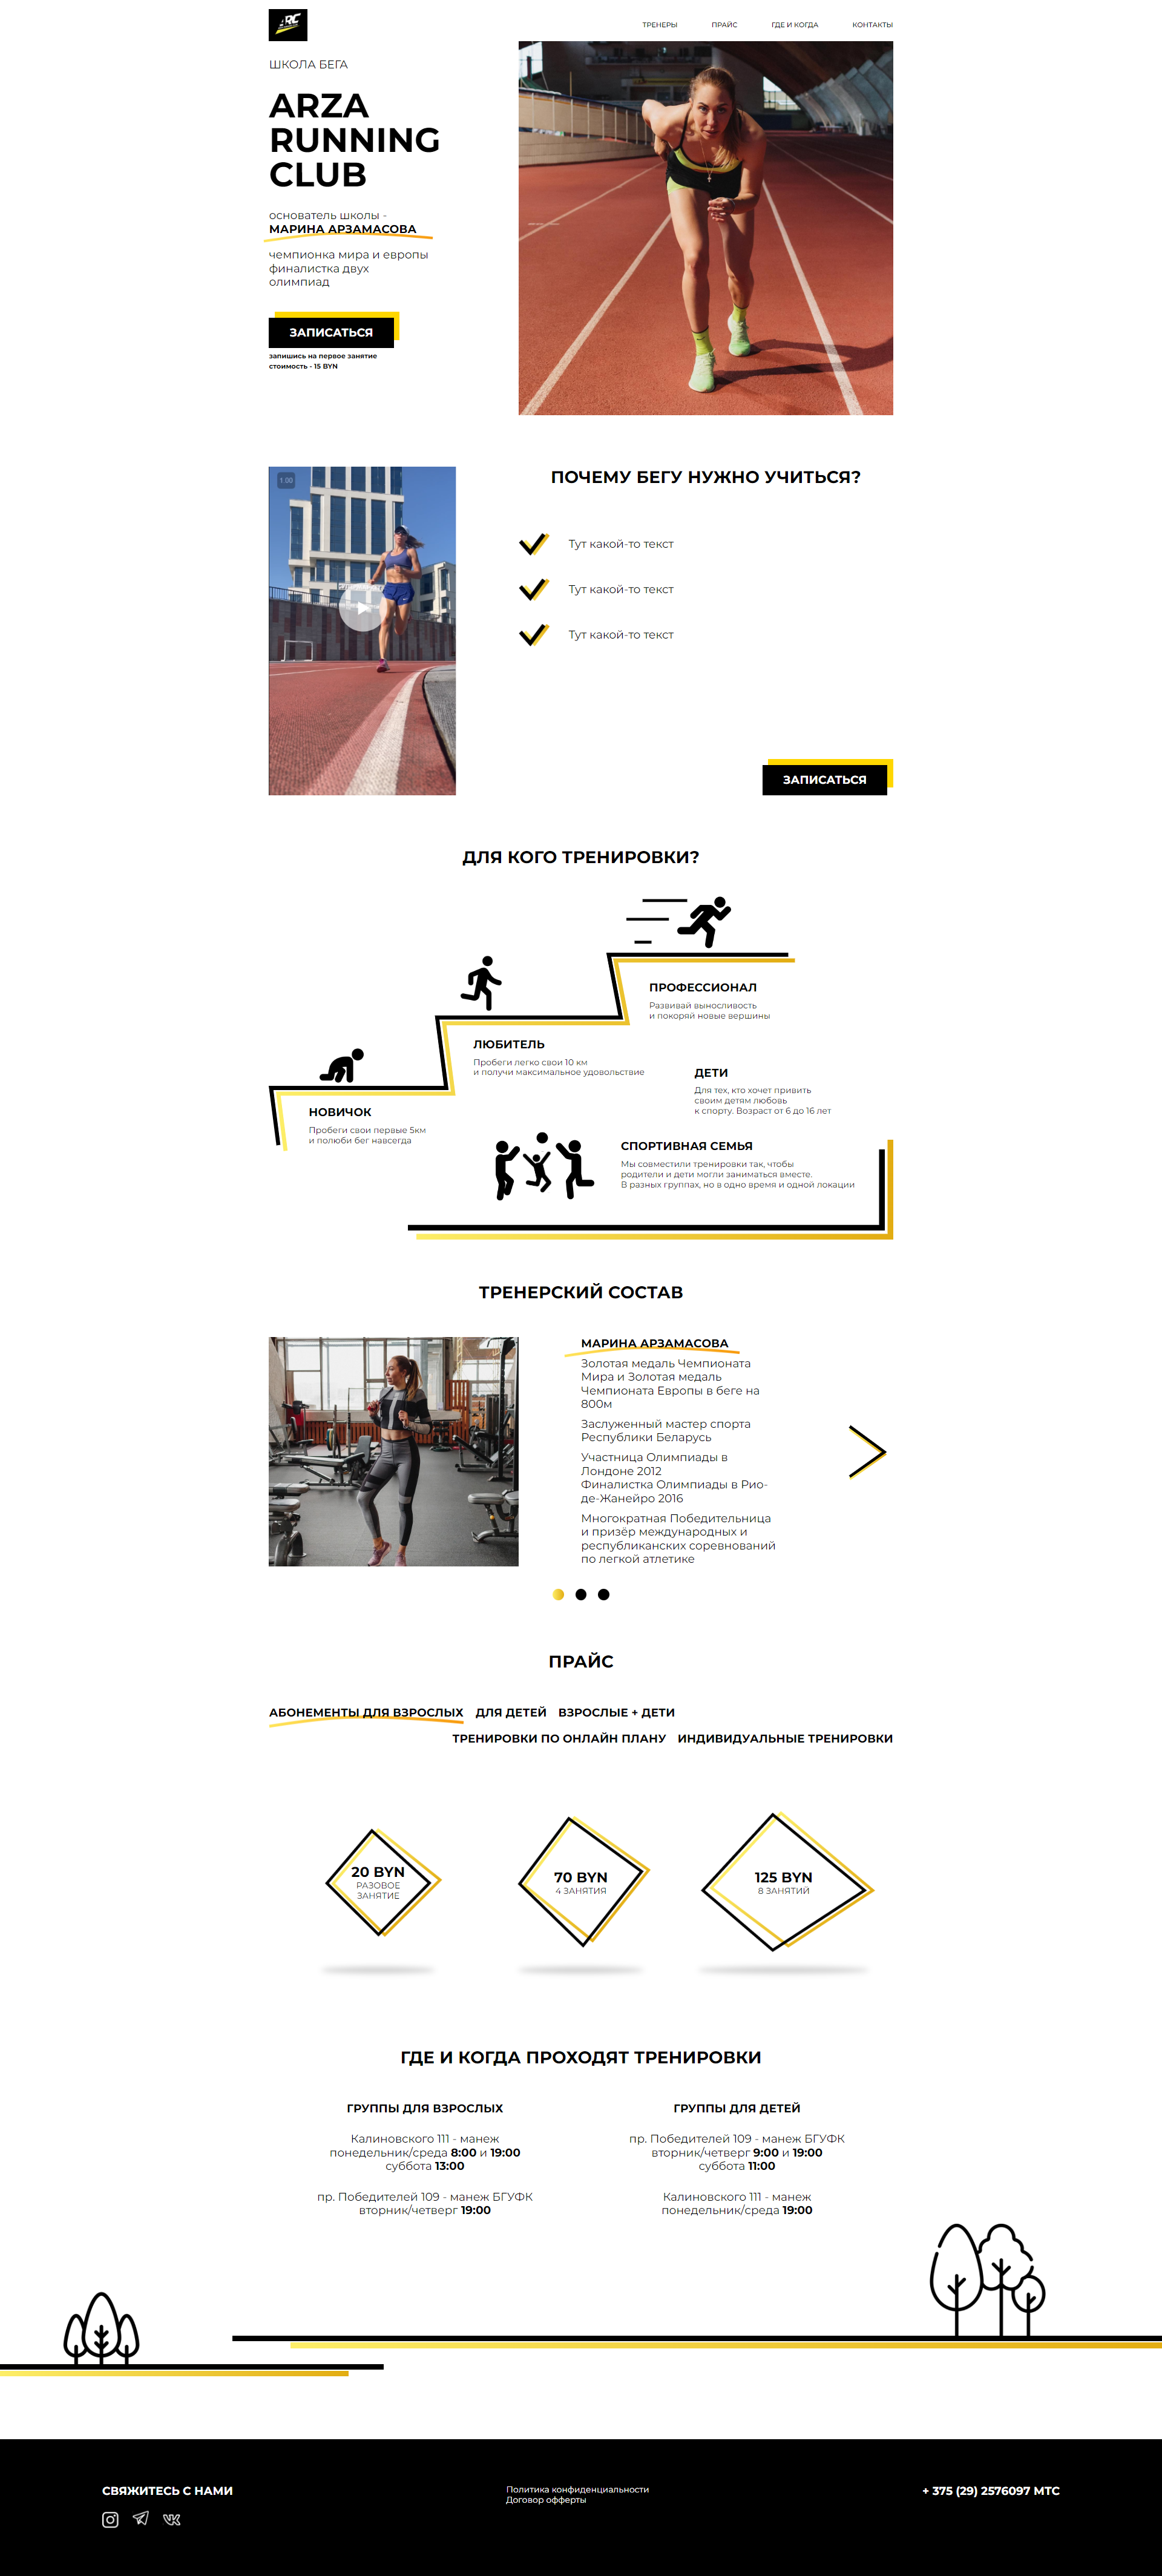 ARC
ТРЕНЕРЫ ПРАЙС ГДЕ И КОГДА КОНТАКТЫ
ШКОЛА БЕГА
ARZA
RUNNING
CLUB
основатель школы -
МАРИНА АРЗАМАСОВА
чемпионка мира и европы
финалистка двух
олимпиад
ЗАПИСАТЬСЯ
запишись на первое занятие
стоимость - 15 BYN
1.00
ПОЧЕМУ БЕГУ НУЖНО УЧИТЬСЯ?
Тут какой-то текст
Тут какой-то текст
Тут какой-то текст
ЗАПИСАТЬСЯ
ДЛЯ КОГО ТРЕНИРОВКИ?
ПРОФЕССИОНАЛ
Развивай выносливость
и покоряй новые вершины
ЛЮБИТЕЛЬ
Пробеги легко свои 10 км
и получи максимальное удовольствие
ДЕТИ
Для тех, кто хочет привить
своим детям любовь
к спорту. Возраст от 6 до 16 лет
НОВИЧОК
Пробеги свои первые 5км
и полюби бег навсегда
СПОРТИВНАЯ СЕМЬЯ
Мы совместили тренировки так, чтобы
родители и дети могли заниматься вместе.
В разных группах, но в одно время и одной локации
ТРЕНЕРСКИЙ СОСТАВ
МАРИНА АРЗАМАСОВА
Золотая медаль Чемпионата
Мира и Золотая медаль
Чемпионата Европы в беге на
800м
Заслуженный мастер спорта
Республики Беларусь
Участница Олимпиады в
Лондоне 2012
Финалистка Олимпиады в Рио-
де-Жанейро 2016
Многократная Победительница
и призёр международных и
республиканских соревнований
по легкой атлетике
ПРАЙС
АБОНЕМЕНТЫ ДЛЯ ВЗРОСЛЫХ ДЛЯ ДЕТЕЙ ВЗРОСЛЫЕ + ДЕТИ
ТРЕНИРОВКИ ПО ОНЛАЙН ПЛАНУ ИНДИВИДУАЛЬНЫЕ ТРЕНИРОВКИ
20 BYN
РАЗОВОЕ
ЗАНЯТИЕ
70 BYN
4 ЗАНЯТИЯ
125 BYN
8 ЗАНЯТИЙ
ГДЕ И КОГДА ПРОХОДЯТ ТРЕНИРОВКИ
ГРУППЫ ДЛЯ ВЗРОСЛЫХ
Калиновского 111 - манеж
понедельник/среда 8:00 и 19:00
суббота 13:00
пр. Победителей 109 - манеж БГУФК
вторник/четверг 19:00
ГРУППЫ ДЛЯ ДЕТЕЙ
пр. Победителей 109 - манеж БГУФК
вторник/четверг 9:00 и 19:00
суббота 11:00
Калиновского 111 - манеж
понедельник/среда 19:00
СВЯЖИТЕСЬ С НАМИ
Политика конфиденциальности
Договор офферты
+ 375 (29) 2576097 МТС